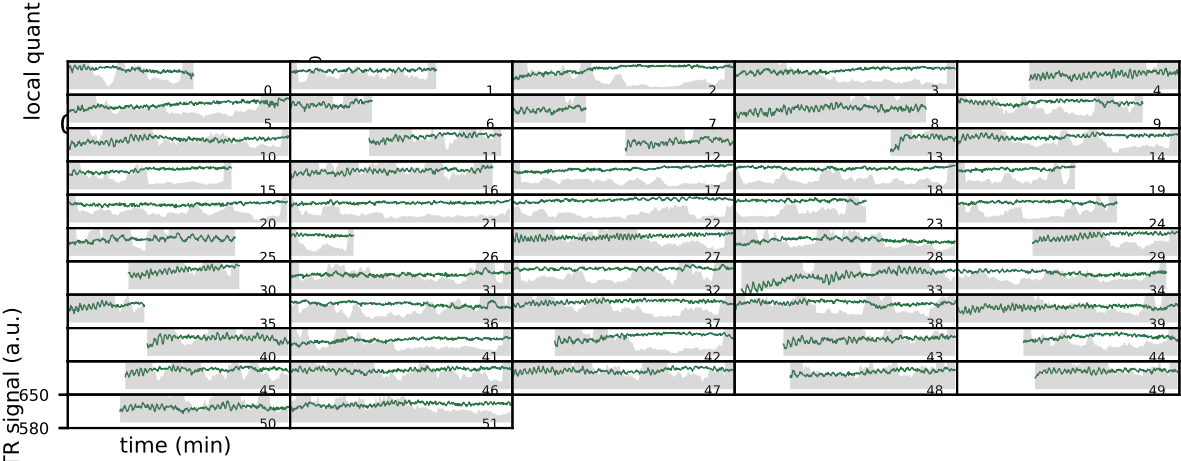 local quant
0 1 2 3 4
5 6 7 8 9
10 11 12 13 14
15 16 17 18 19
20 21 22 23 24
25 26 27 28 29
30 31 32 33 34
35 36 37 38 39
40 41 42 43 44
45 46 47 48 49
50 51
650
580
TR signal (a.u.)
time (min)